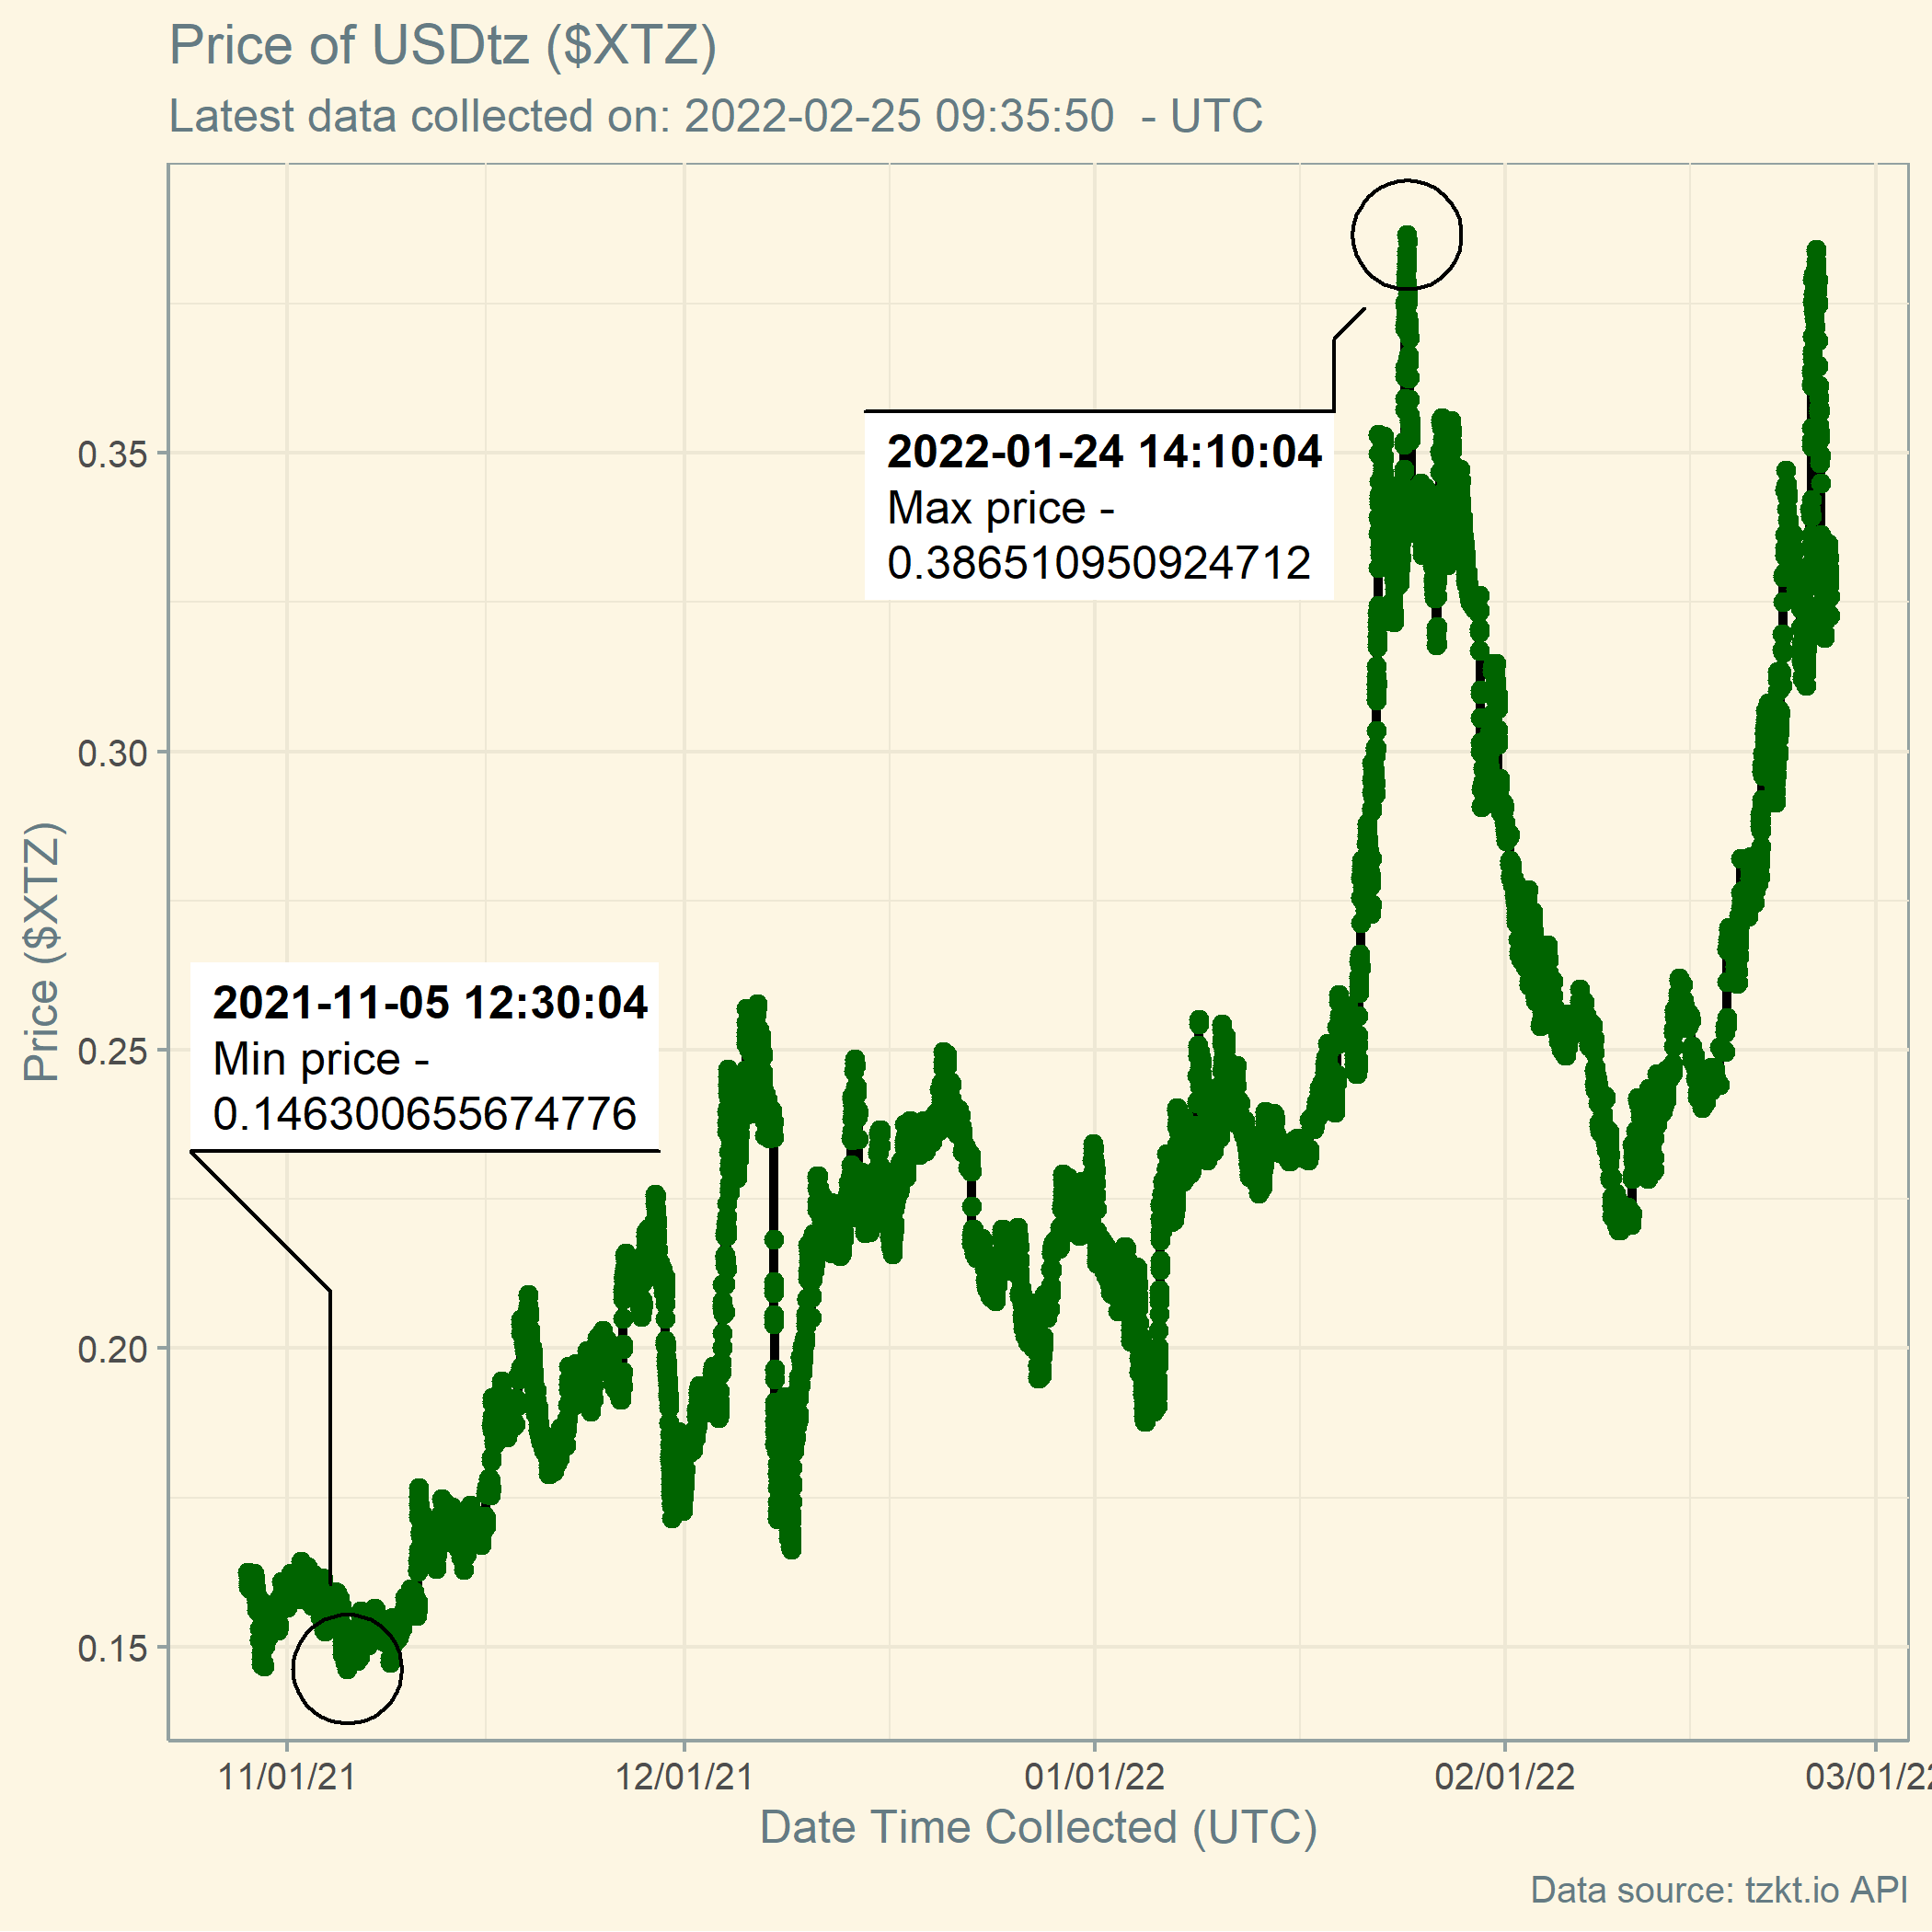 Price of USDtz ($XTZ)
Latest data collected on: 2022-02-25 09:35:50  - UTC
Price ($XTZ)
0.35
0.30
0.25
0.20
0.15
2022-01-24 14:10:04
Max price -
0.386510950924712
2021-11-05 12:30:04
Min price -
0.146300655674776
11/01/21
12/01/21
01/01/22
02/01/22
03/01/22
Date Time Collected (UTC)
Data source: tzkt.io API